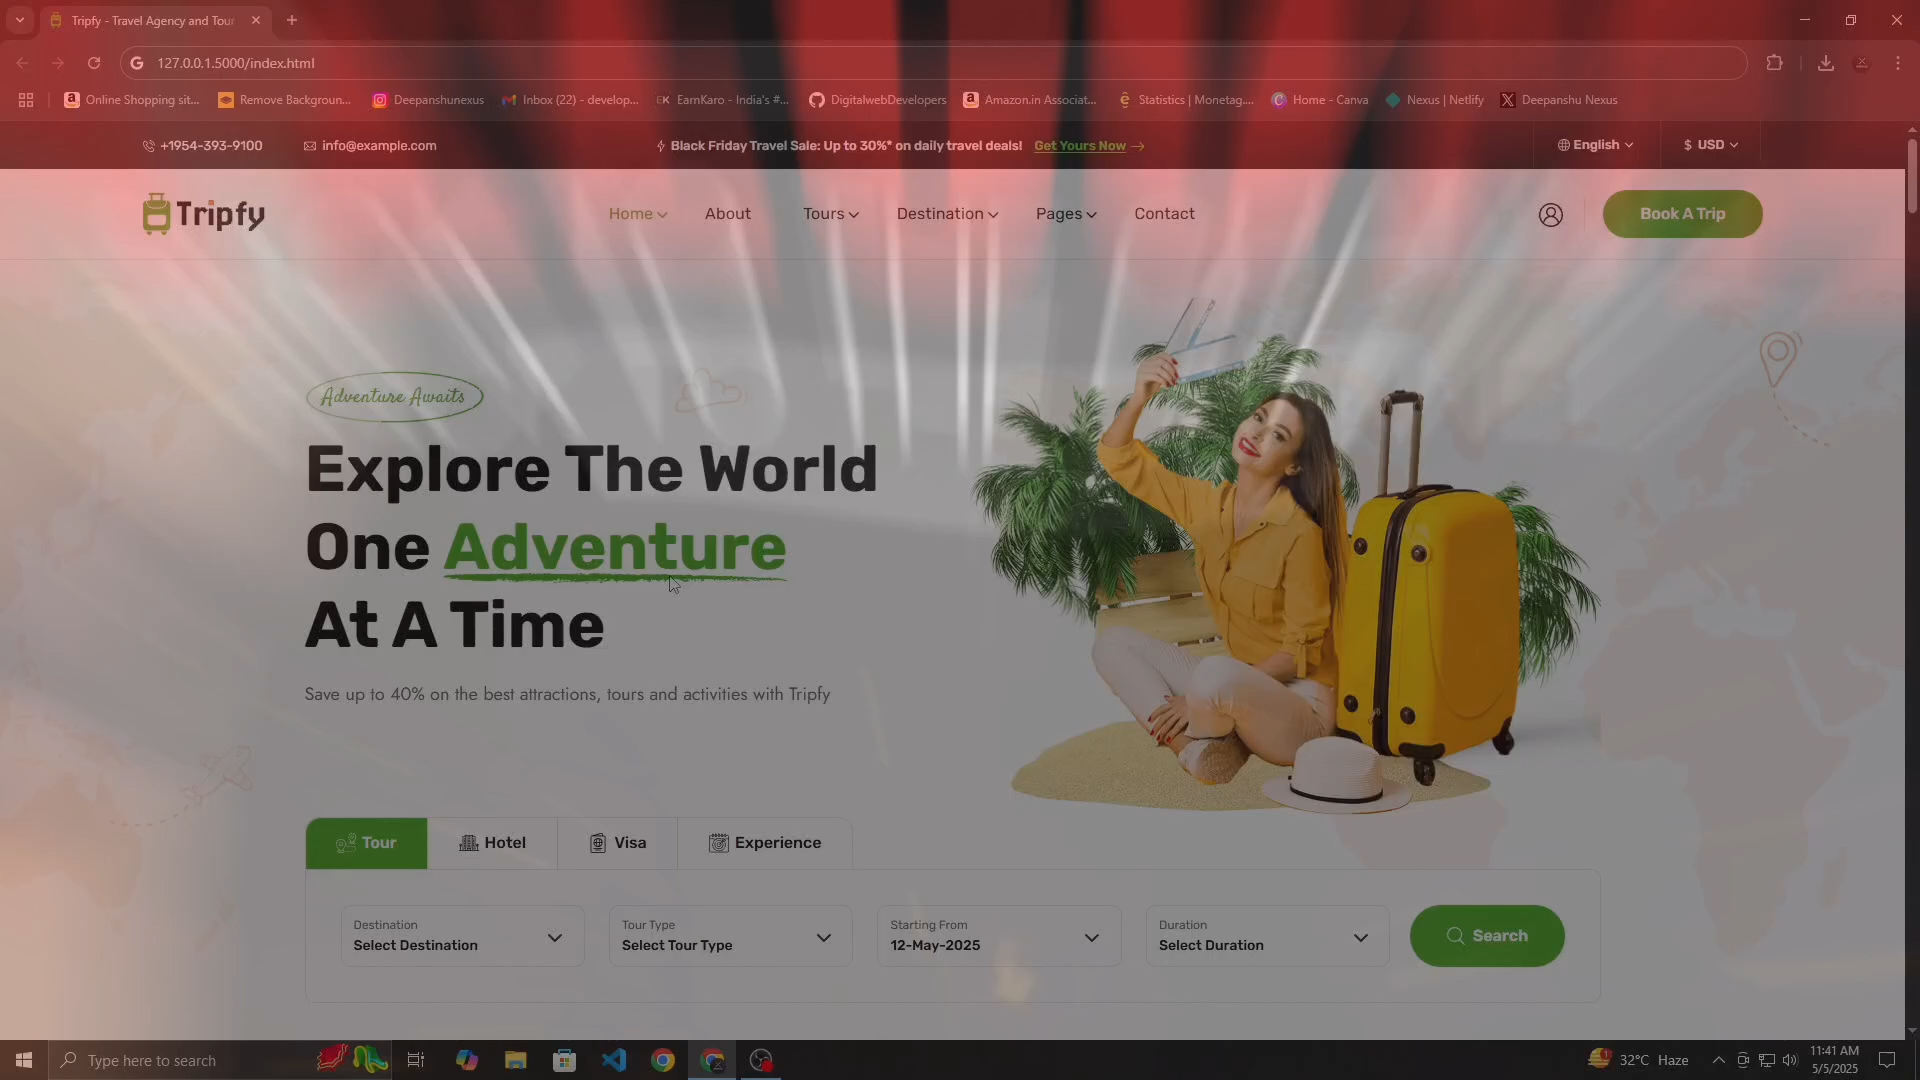 Tripfy - Travel Agency and Tour
127.0.0.1.5000/index.html
Online Shopping sit...
Remove Backgroun...
Deepanshunexus
Inbox (22) - develop...
EK EarnKaro - India's #...
DigitalwebDevelopers
Amazon.in Associat...
Statistics | Monetag....
Home - Canva
Nexus | Netlify
Deepanshu Nexus
+1954-393-9100
info@example.com
Black Friday Travel Sale: Up to 30%* on daily travel deals! Get Yours Now
English
$ USD
Tripfy
Home
About
Tours
Destination
Pages
Contact
Book A Trip
Adventure Awaits
Explore The World
One Adventure
At A Time
Save up to 40% on the best attractions, tours and activities with Tripfy
Tour
Hotel
Visa
Experience
Destination
Select Destination
Tour Type
Select Tour Type
Starting From
12-May-2025
Duration
Select Duration
Search
Type here to search
32°C Haze
11:41 AM
5/5/2025